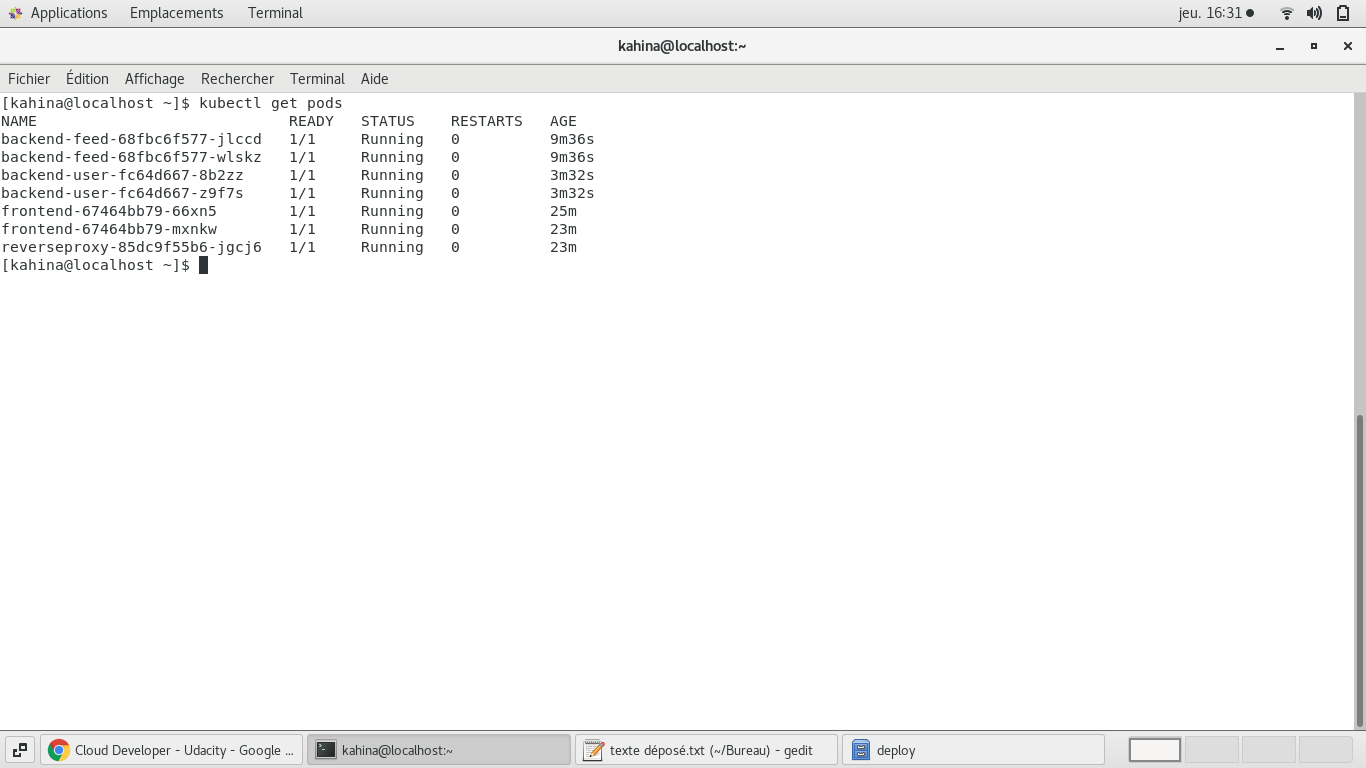 Applications Emplacements Terminal jeu. 16:31
kahina@localhost:~
Fichier Édition Affichage Rechercher Terminal Aide
[kahina@localhost ~]$ kubectl get pods
NAME READY STATUS RESTARTS AGE
backend-feed-68fbc6f577-jlccd 1/1 Running 0 9m36s
backend-feed-68fbc6f577-wlskz 1/1 Running 0 9m36s
backend-user-fc64d667-8b2zz 1/1 Running 0 3m32s
backend-user-fc64d667-z9f7s 1/1 Running 0 3m32s
frontend-67464bb79-66xn5 1/1 Running 0 25m
frontend-67464bb79-mxnkw 1/1 Running 0 23m
reverseproxy-85dc9f55b6-jgcj6 1/1 Running 0 23m
[kahina@localhost ~]$
Cloud Developer - Udacity - Google ... kahina@localhost:~ texte déposé.txt (~/Bureau) - gedit deploy